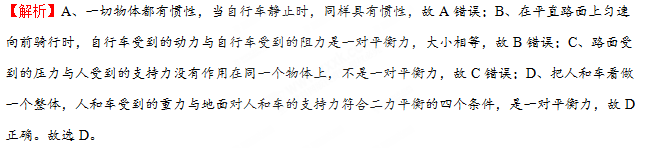 【解析】A、一切物体都有惯性，当自行车静止时，同样具有惯性，故 A 错误；B、在平直路面上匀速
向前骑行时，自行车受到的动力与自行车受到的阻力是一对平衡力，大小相等，故 B 错误；C、路面受
到的压力与人受到的支持力没有作用在同一个物体上，不是一对平衡力，故 C 错误；D、把人和车看做
一个整体，人和车受到的重力与地面对人和车的支持力符合二力平衡的四个条件，是一对平衡力，故 D
正确。故选 D。